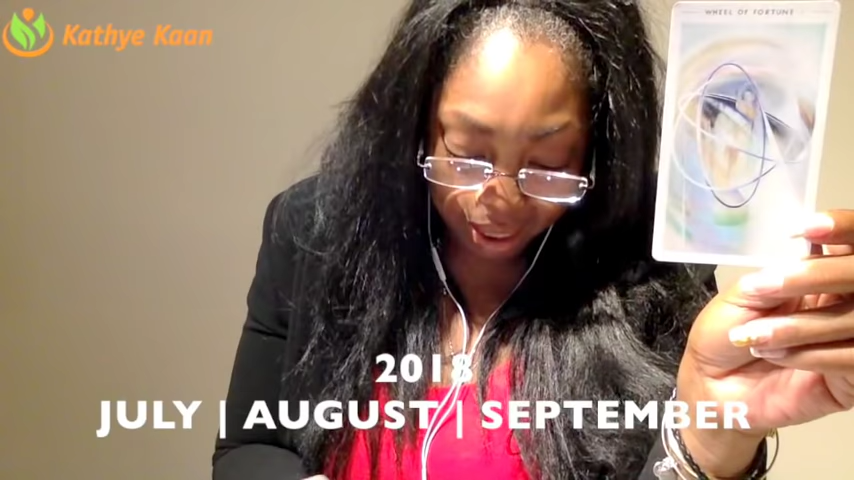 Kathye Kaan
WHEEL OF FORTUNE
2018
JULY | AUGUST | SEPTEMBER